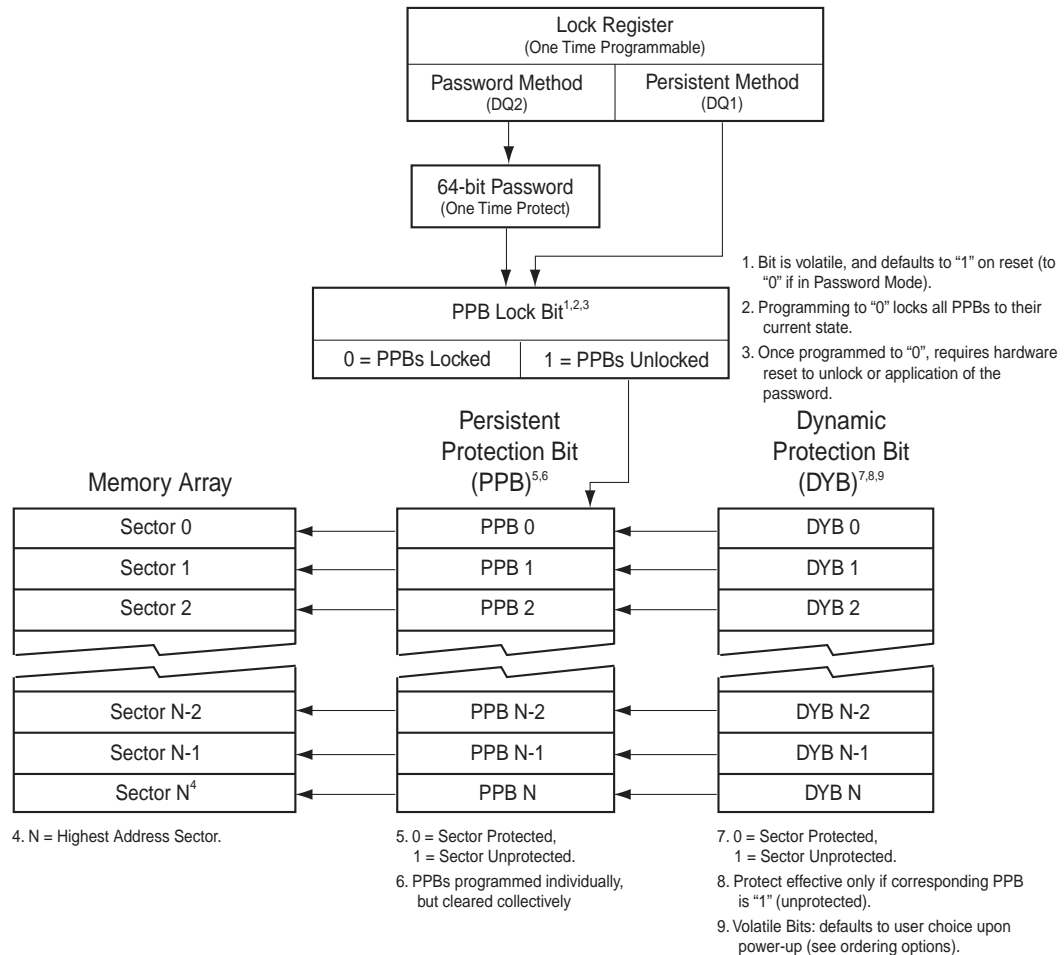 Lock Register
(One Time Programmable)
Password Method
(DQ2)
Persistent Method
(DQ1)
64-bit Password
(One Time Protect)
PPB Lock Bit1,2,3
0 = PPBs Locked
1 = PPBs Unlocked
1. Bit is volatile, and defaults to “1” on reset (to
“0” if in Password Mode).
2. Programming to “0” locks all PPBs to their
current state.
3. Once programmed to “0”, requires hardware
reset to unlock or application of the
password.
Memory Array
Persistent
Protection Bit
(PPB)5,6
Dynamic
Protection Bit
(DYB)7,8,9
Sector 0
PPB 0
DYB 0
Sector 1
PPB 1
DYB 1
Sector 2
PPB 2
DYB 2
Sector N-2
PPB N-2
DYB N-2
Sector N-1
PPB N-1
DYB N-1
Sector N4
PPB N
DYB N
4. N = Highest Address Sector.
5. 0 = Sector Protected,
1 = Sector Unprotected.
6. PPBs programmed individually,
but cleared collectively
7. 0 = Sector Protected,
1 = Sector Unprotected.
8. Protect effective only if corresponding PPB
is “1” (unprotected).
9. Volatile Bits: defaults to user choice upon
power-up (see ordering options).